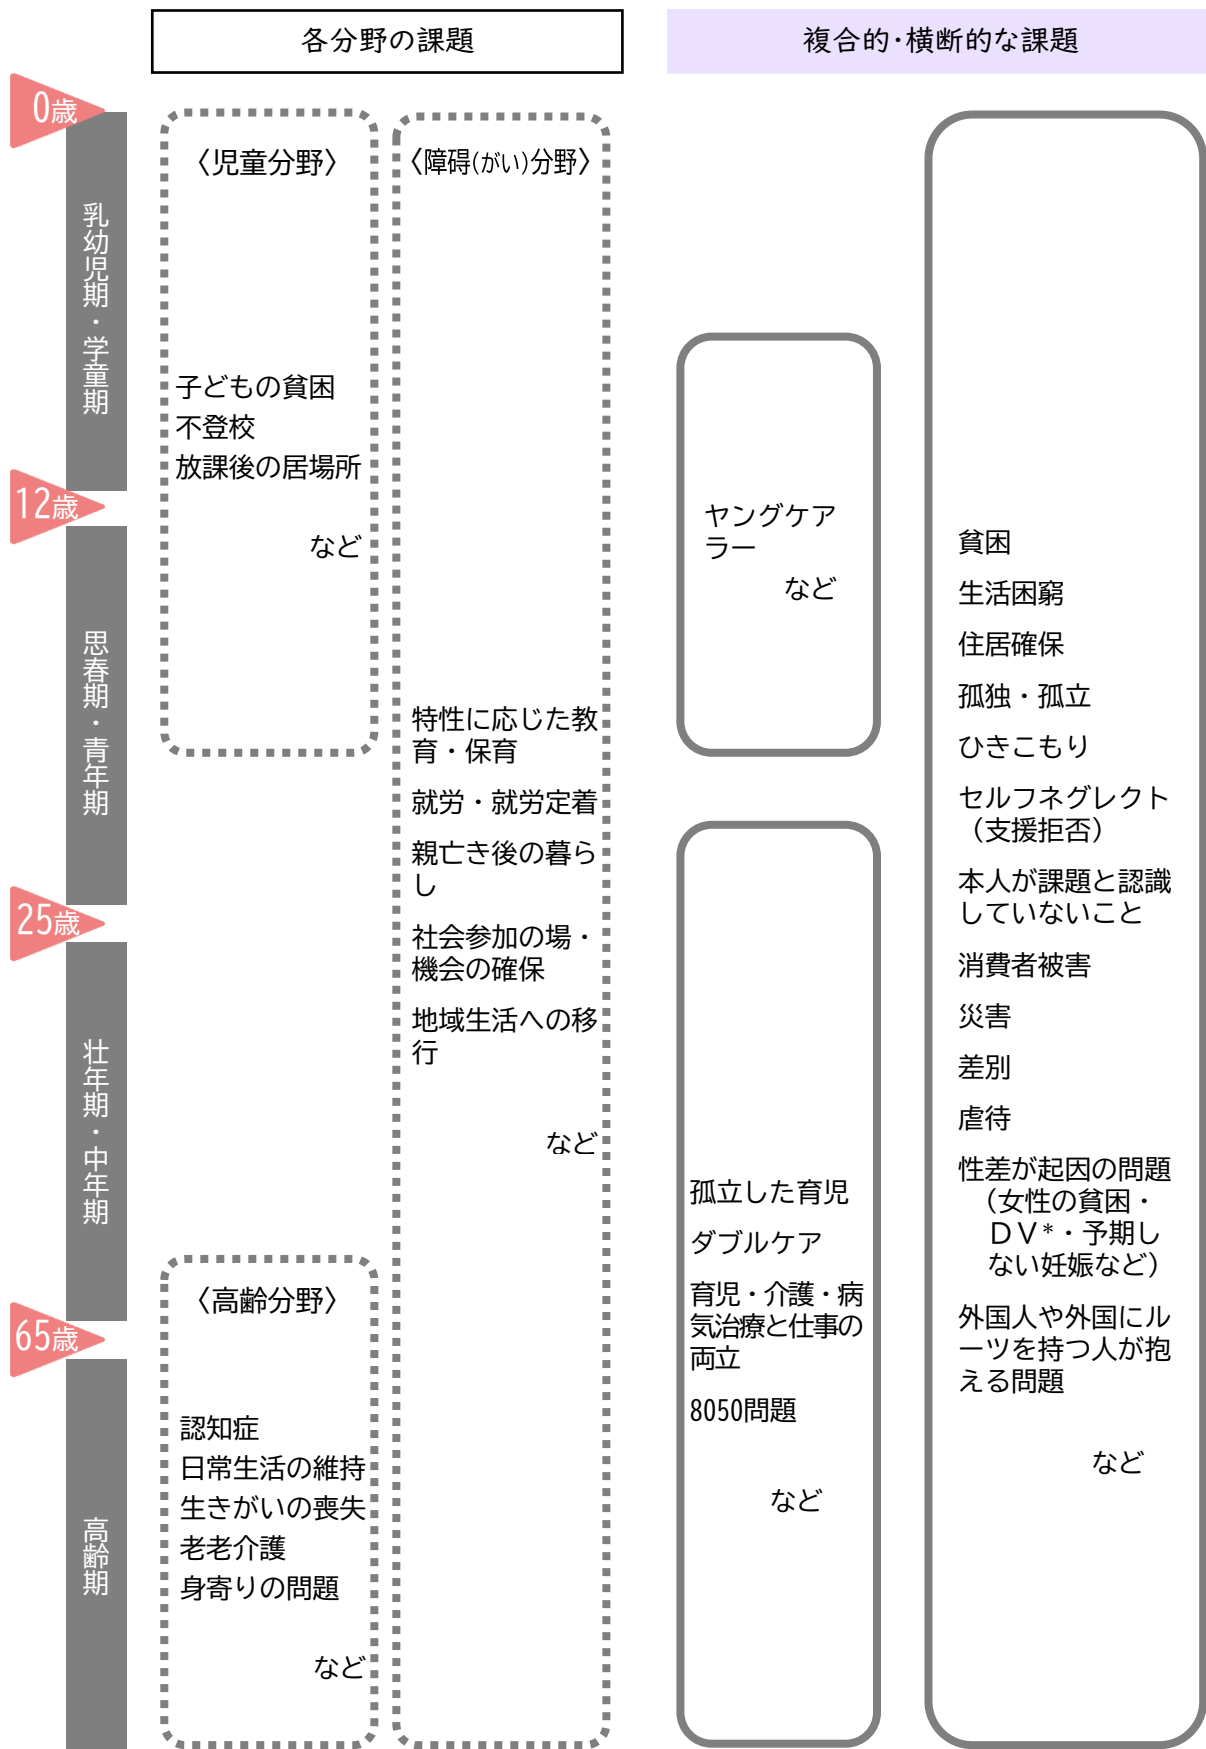 各分野の課題
複合的・横断的な課題
0歳
乳幼児期・学童期
12歳
思春期・青年期
25歳
壮年期・中年期
65歳
高齢期
〈児童分野〉
子どもの貧困
不登校
放課後の居場所
など
〈高齢分野〉
認知症
日常生活の維持
生きがいの喪失
老老介護
身寄りの問題
など
〈障碍(がい)分野〉
特性に応じた教
育・保育
就労・就労定着
親亡き後の暮ら
し
社会参加の場・
機会の確保
地域生活への移
行
など
ヤングケア
ラー
など
孤立した育児
ダブルケア
育児・介護・病
気治療と仕事の
両立
8050問題
など
貧困
生活困窮
住居確保
孤独・孤立
ひきこもり
セルフネグレクト
（支援拒否）
本人が課題と認識
していないこと
消費者被害
災害
差別
虐待
性差が起因の問題
（女性の貧困・
ＤＶ*・予期し
ない妊娠など）
外国人や外国にル
ーツを持つ人が抱
える問題
など